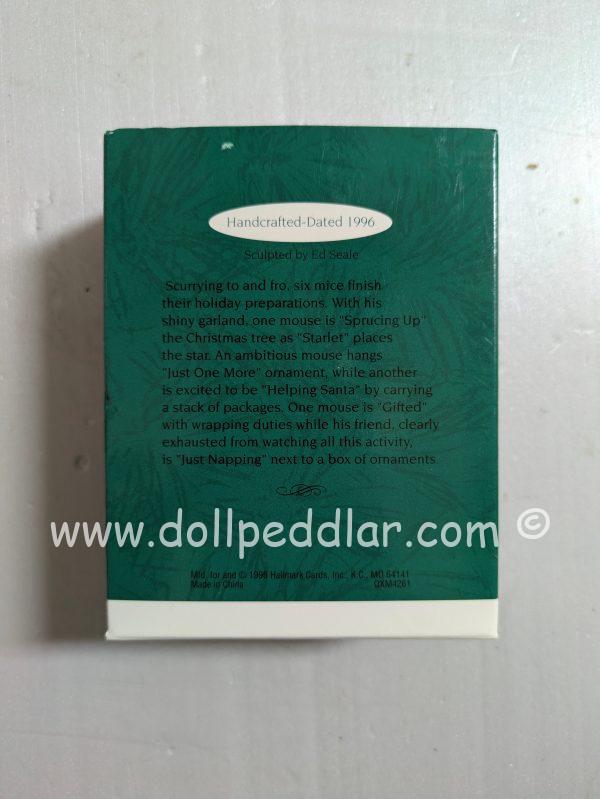 Handcrafted-Dated 1996
Sculpted by Ed Seale
Scurrying to and fro, six mice finish
their holiday preparations. With his
shiny garland, one mouse is "Sprucing Up"
the Christmas tree as "Starlet" places
the star. An ambitious mouse hangs
"Just One More" ornament, while another
is excited to be "Helping Santa" by carrying
a stack of packages. One mouse is "Gifted"
with wrapping duties while his friend, clearly
exhausted from watching all this activity,
is "Just Napping" next to a box of ornaments.
www.dollpeddlar.com ©
Mfd. for and © 1996 Hallmark Cards, Inc., K.C., MO 64141
Made in China QXM4261